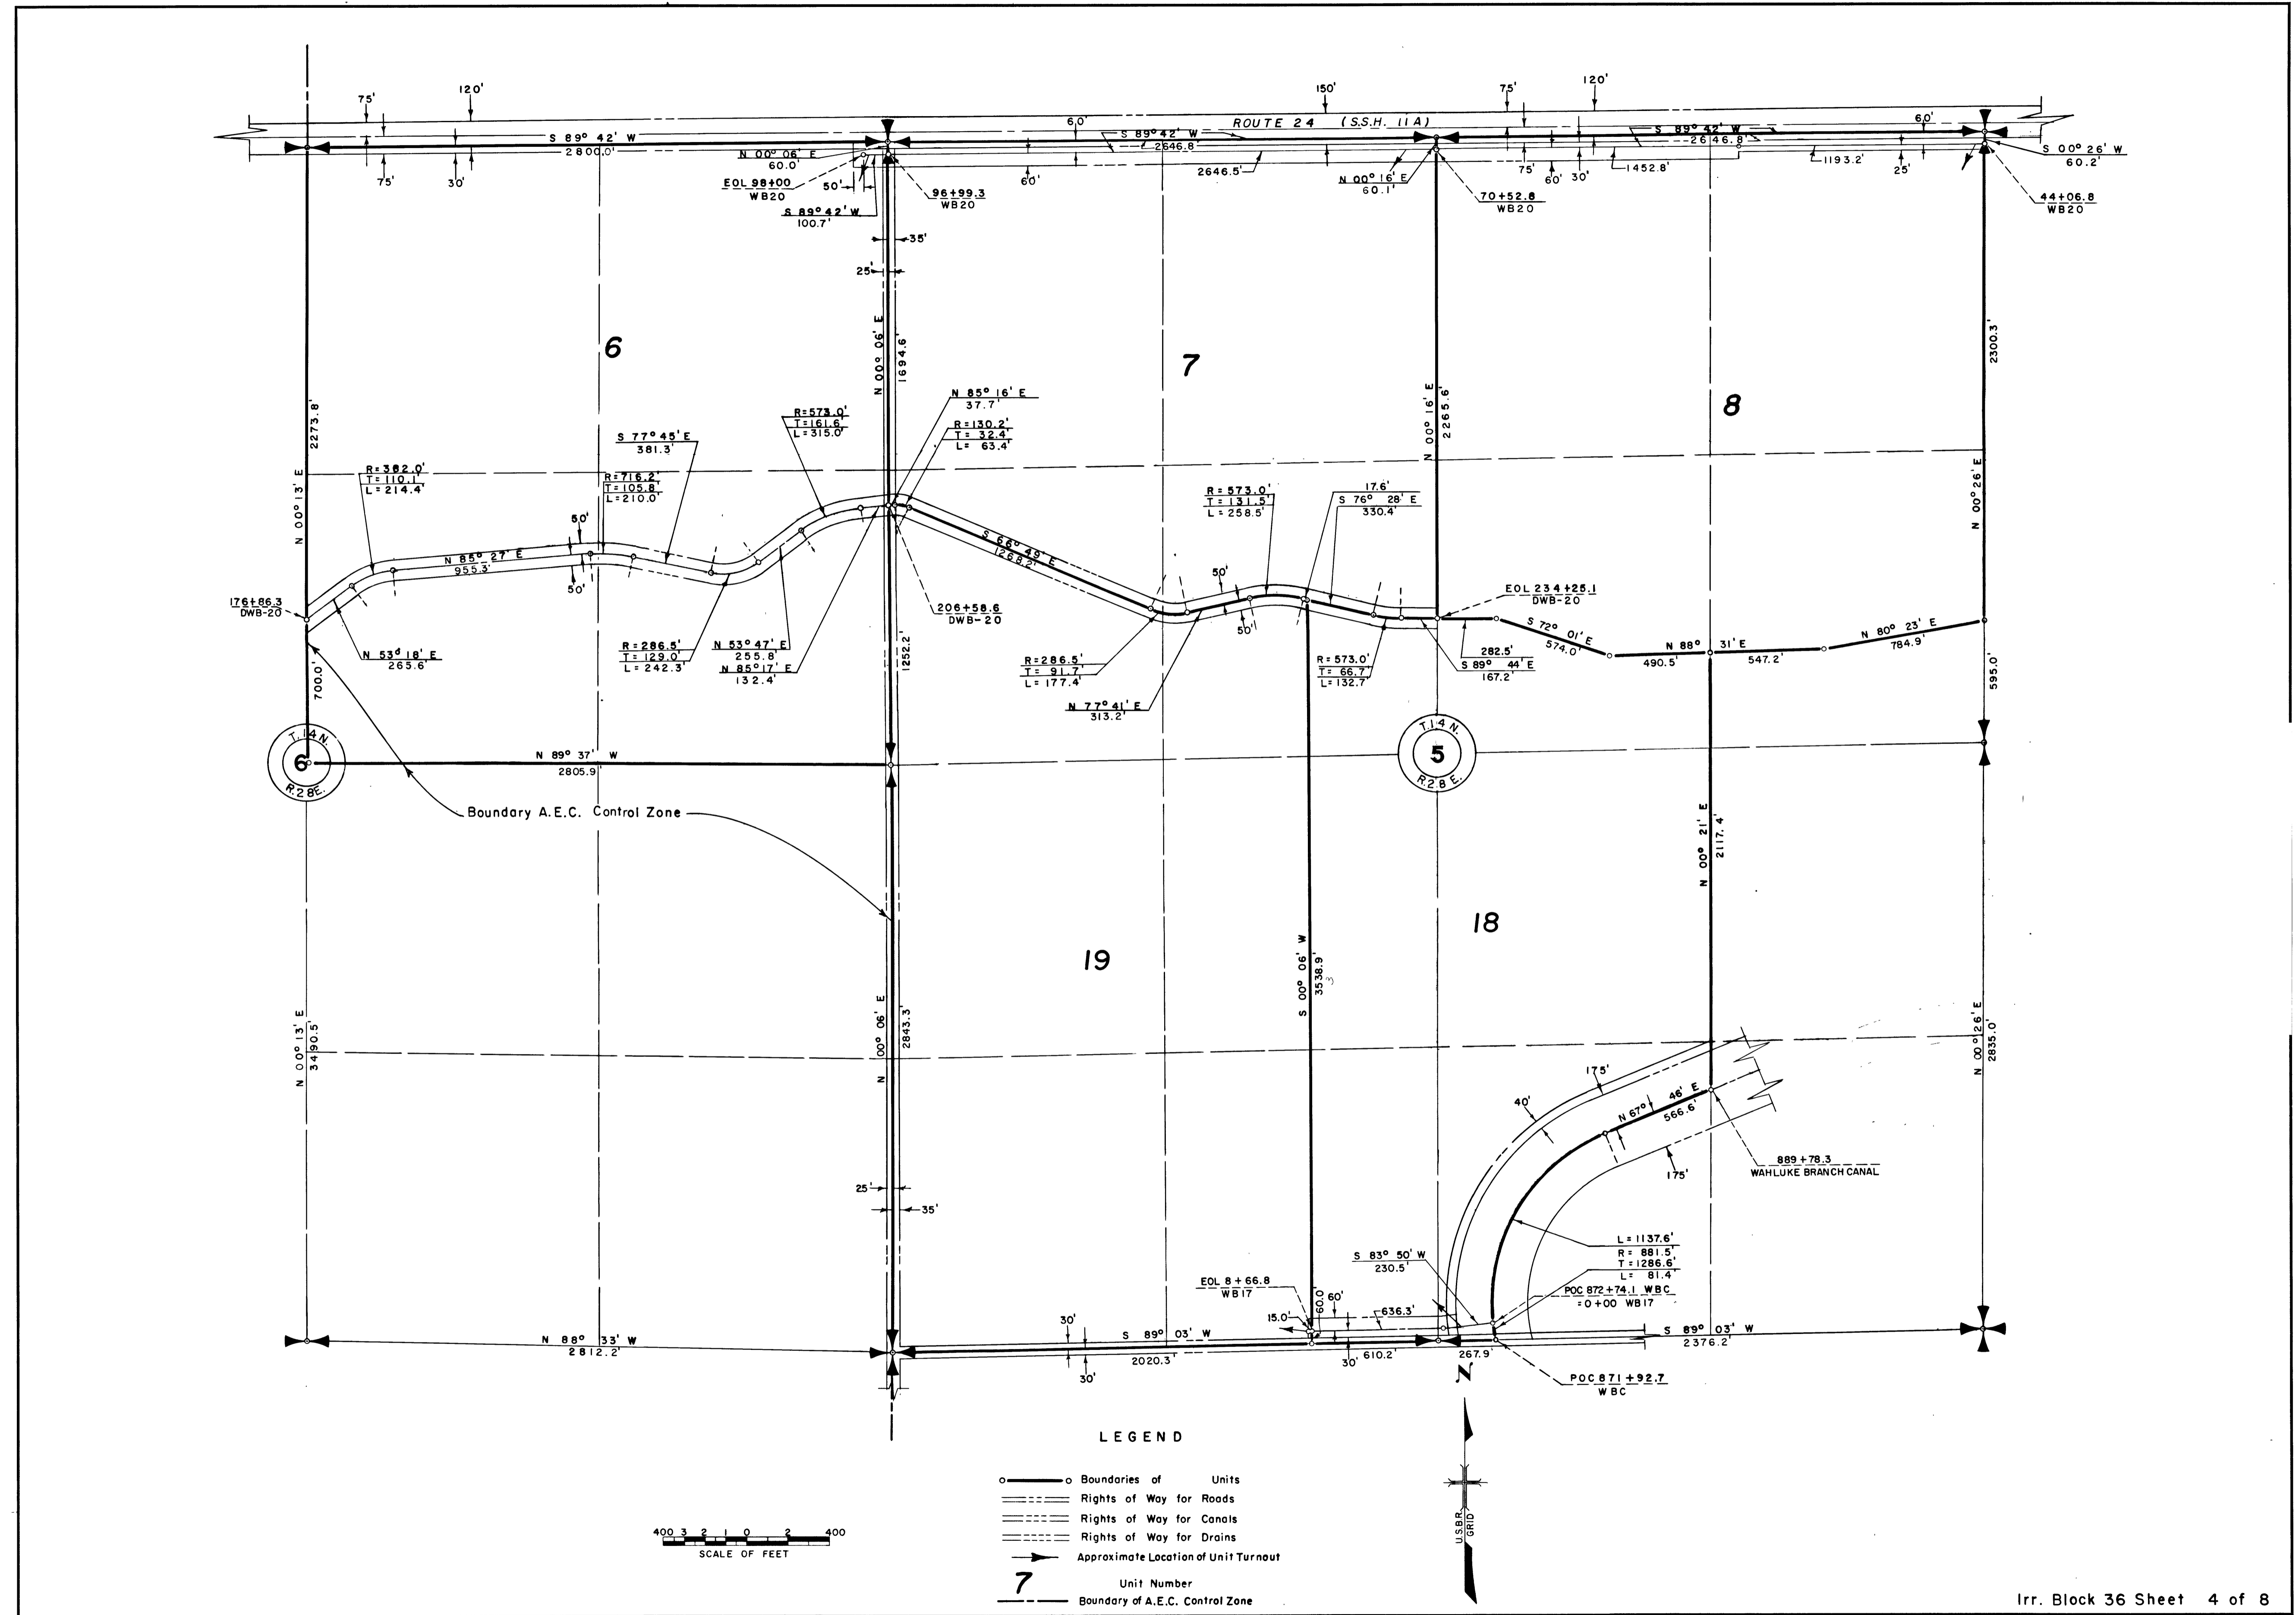 75'
120'
150'
75'
120'
60'
ROUTE 24 (S.S.H. 11A)
60'
S 89° 42' W
2800.0'
S 89° 42' W
2646.8'
S 89° 42' W
2646.8'
N 00° 06' E
60.0'
75'
30'
EOL 98+00
WB20
50'
S 89° 42' W
100.7'
96+99.3
WB20
60'
2646.5'
N 00° 16' E
60.1'
70+52.8
WB20
75'
60'
30'
1452.8'
1193.2'
25'
S 00° 26' W
60.2'
44+06.8
WB20
35'
25'
6
7
8
N 00° 13' E
2273.8'
N 00° 06' E
1694.6'
N 00° 16' E
2265.6'
N 00° 26' E
2300.3'
R=382.0'
T=110.1'
L=214.4'
S 77° 45' E
381.3'
R=716.2'
T=105.8'
L=210.0'
R=573.0'
T=161.6'
L=315.0'
N 85° 16' E
37.7'
R=130.2'
T= 32.4'
L= 63.4'
50'
N 85° 27' E
955.3'
50'
S 66° 49' E
1268.2'
R=573.0'
T=131.5'
L=258.5'
17.6'
S 76° 28' E
330.4'
50'
50'
176+86.3
DWB-20
N 53d 18' E
265.6'
R=286.5'
T=129.0'
L=242.3'
N 53° 47' E
255.8'
N 85° 17' E
132.4'
206+58.6
DWB-20
1252.2'
R=286.5'
T= 91.7'
L=177.4'
N 77° 41' E
313.2'
R=573.0'
T= 66.7'
L=132.7'
282.5'
S 89° 44' E
167.2'
EOL 234+25.1
DWB-20
S 72° 01' E
574.0'
N 88° 31' E
490.5'
547.2'
N 80° 23' E
784.9'
595.0'
700.0'
T.14 N.
6
R.28E.
N 89° 37' W
2805.9'
T.14 N.
5
R.28 E.
Boundary A.E.C. Control Zone
N 00° 21' E
2117.4'
19
18
S 00° 06' W
3538.9'
3
N 00° 13' E
3490.5'
N 00° 06' E
2843.3'
N 00° 26' E
2835.0'
175'
40'
N 67° 46' E
566.6'
889+78.3
WAHLUKE BRANCH CANAL
175'
25'
35'
L=1137.6'
R= 881.5'
T=1286.6'
L= 81.4'
S 83° 50' W
230.5'
EOL 8+66.8
WB17
POC 872+74.1 WBC
=0+00 WB17
15.0'
60.0
60'
636.3'
30'
S 89° 03' W
S 89° 03' W
N 88° 33' W
2812.2'
2020.3'
30'
30'
610.2'
267.9'
2376.2'
POC 871+92.7
WBC
N
U.S.B.R.
GRID
LEGEND
Boundaries of Units
Rights of Way for Roads
Rights of Way for Canals
Rights of Way for Drains
Approximate Location of Unit Turnout
7
Unit Number
Boundary of A.E.C. Control Zone
400 3 2 1 0 2 400
SCALE OF FEET
Irr. Block 36 Sheet 4 of 8